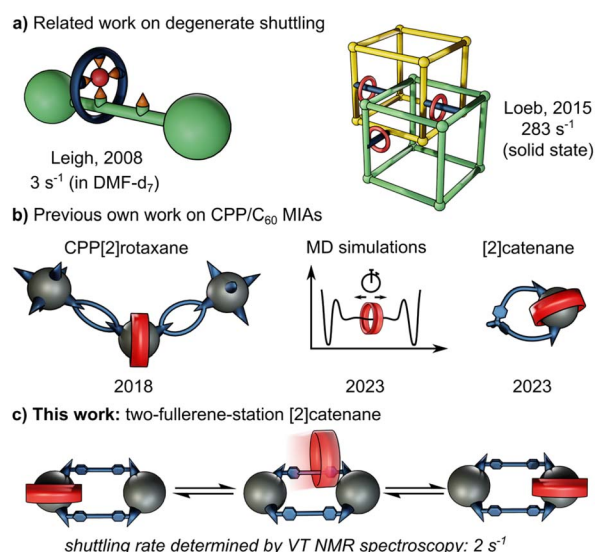 a) Related work on degenerate shuttling
Leigh, 2008
3 s⁻¹ (in DMF-d₇)
Loeb, 2015
283 s⁻¹
(solid state)
b) Previous own work on CPP/C₆₀ MIAs
CPP[2]rotaxane
MD simulations
[2]catenane
2018
2023
2023
c) This work: two-fullerene-station [2]catenane
shuttling rate determined by VT NMR spectroscopy: 2 s⁻¹